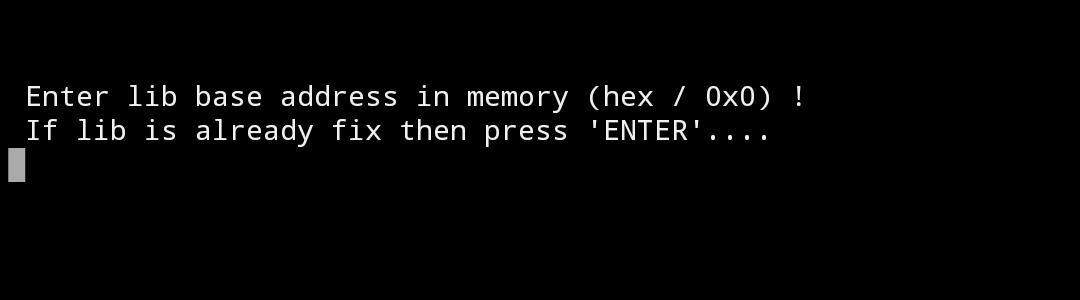 Enter lib base address in memory (hex / 0x0) !
If lib is already fix then press 'ENTER'....